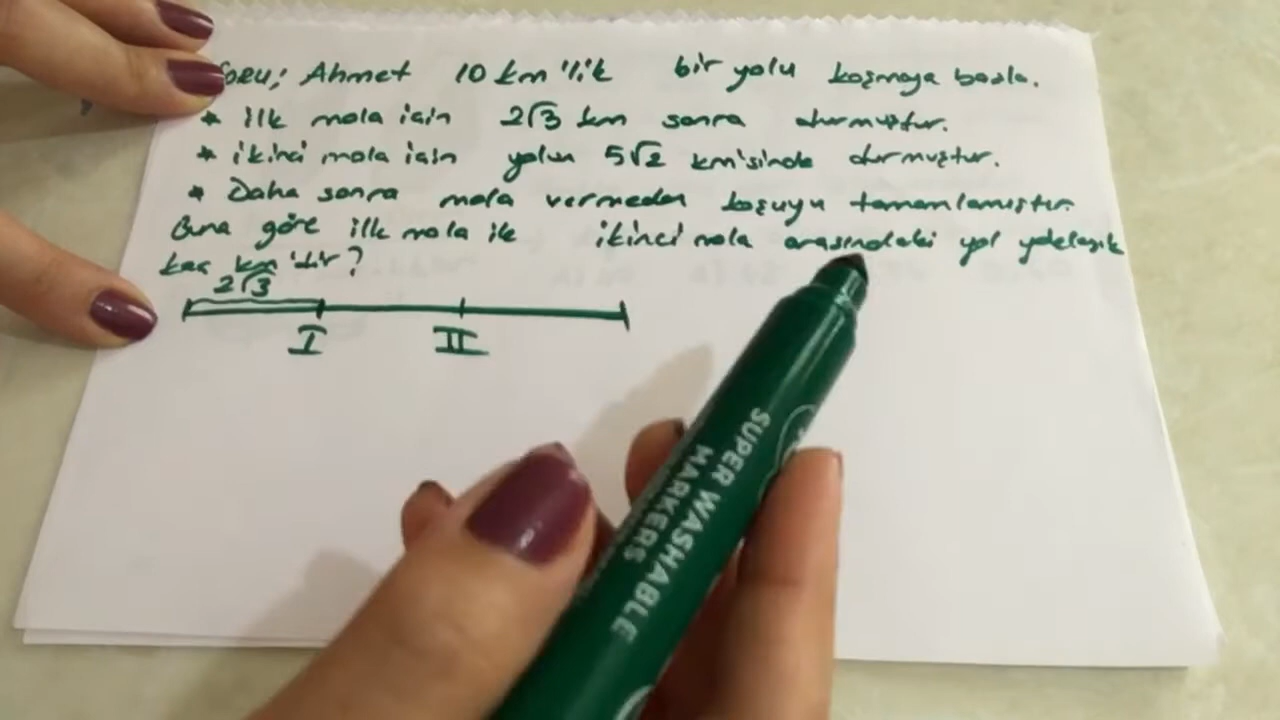 Soru; Ahmet 10 km'lik bir yolu koşmaya başla.
* ilk mola için 2√3 km sonra durmuştur.
* ikinci mola için yolun 5√2 km'sinde durmuştur.
* Daha sonra mola vermeden koşuyu tamamlamıştır.
Buna göre ilk mola ile ikinci mola arasındaki yol yaklaşık
kaç km'dir?
2√3
I II
SUPER WASHABLE
MARKERS